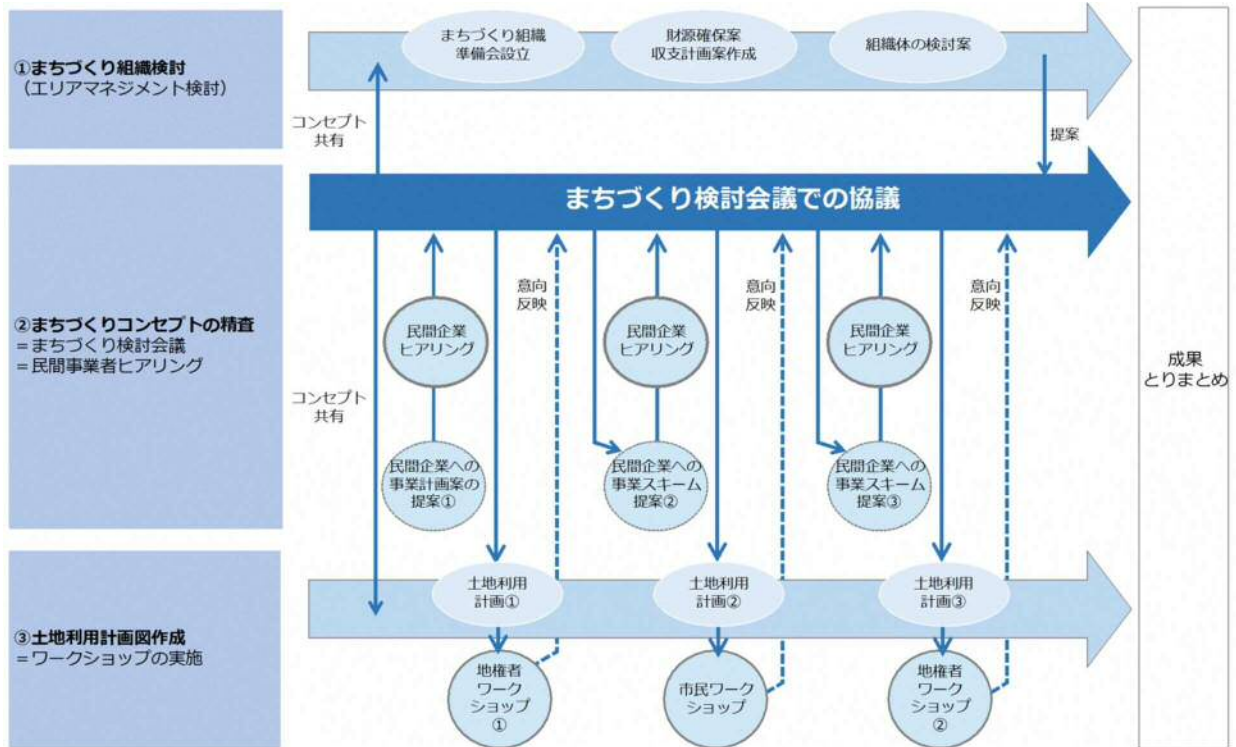 ①まちづくり組織検討
（エリアマネジメント検討）
まちづくり組織
準備会設立
財源確保案
収支計画案作成
組織体の検討案
コンセプト
共有
提案
②まちづくりコンセプトの精査
＝まちづくり検討会議
＝民間事業者ヒアリング
まちづくり検討会議での協議
意向
反映
意向
反映
意向
反映
民間企業
ヒアリング
民間企業
ヒアリング
民間企業
ヒアリング
コンセプト
共有
民間企業への
事業計画案の
提案①
民間企業への
事業スキーム
提案②
民間企業への
事業スキーム
提案③
③土地利用計画図作成
＝ワークショップの実施
土地利用
計画①
土地利用
計画②
土地利用
計画③
地権者
ワーク
ショップ
①
市民ワーク
ショップ
地権者
ワーク
ショップ
②
成果
とりまとめ